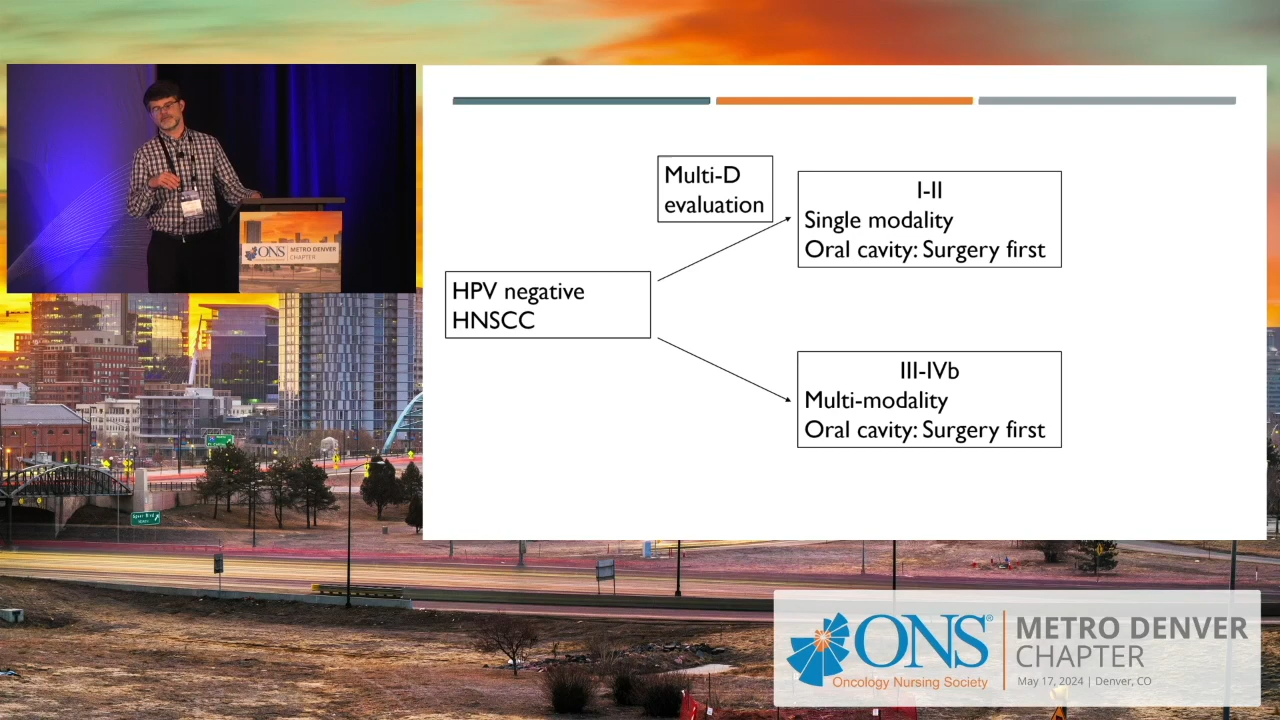 Multi-D
evaluation
I-II
Single modality
Oral cavity: Surgery first
HPV negative
HNSCC
III-IVb
Multi-modality
Oral cavity: Surgery first
ONS
METRO DENVER
CHAPTER
ONS®
Oncology Nursing Society
METRO DENVER
CHAPTER
May 17, 2024 | Denver, CO